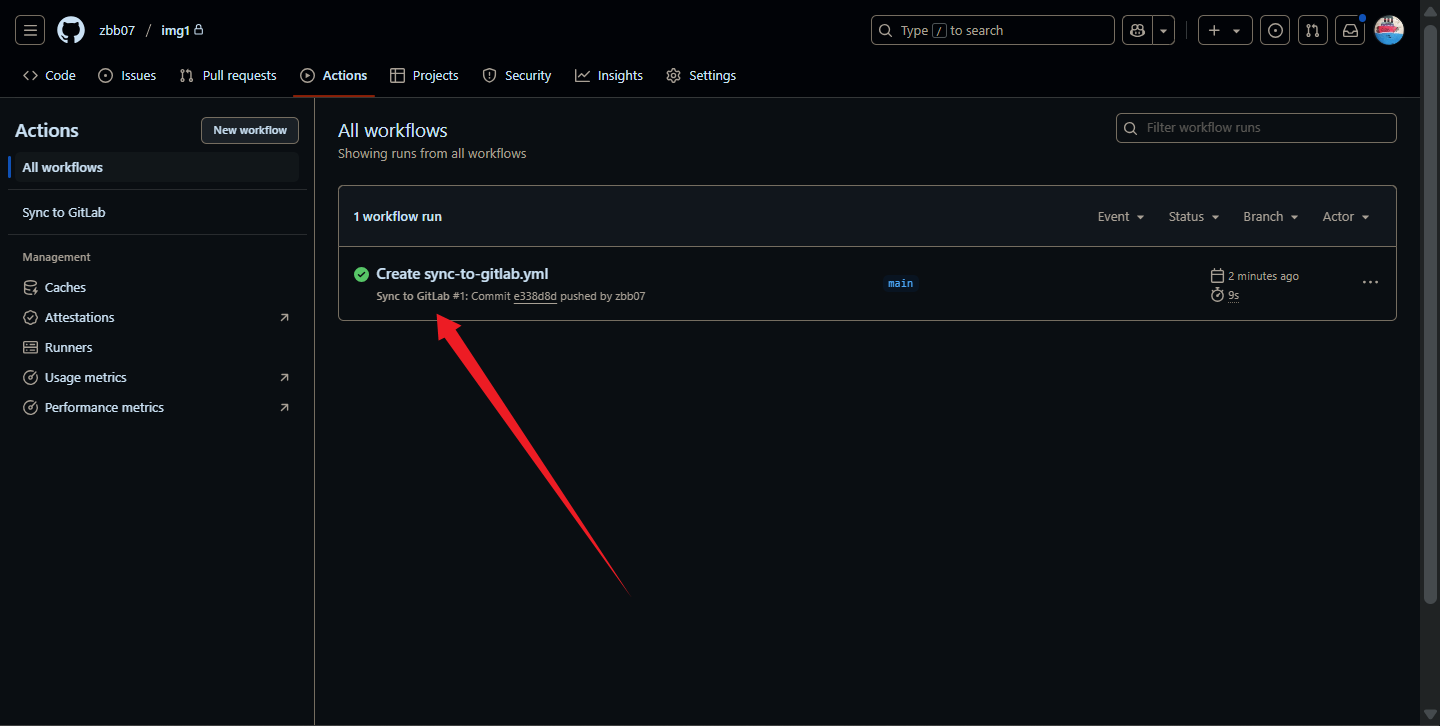 zbb07 / img1
Type / to search
Code
Issues
Pull requests
Actions
Projects
Security
Insights
Settings
Actions
New workflow
All workflows
Sync to GitLab
Management
Caches
Attestations
Runners
Usage metrics
Performance metrics
All workflows
Showing runs from all workflows
Filter workflow runs
1 workflow run
Event
Status
Branch
Actor
Create sync-to-gitlab.yml
Sync to GitLab #1: Commit e338d8d pushed by zbb07
main
2 minutes ago
9s